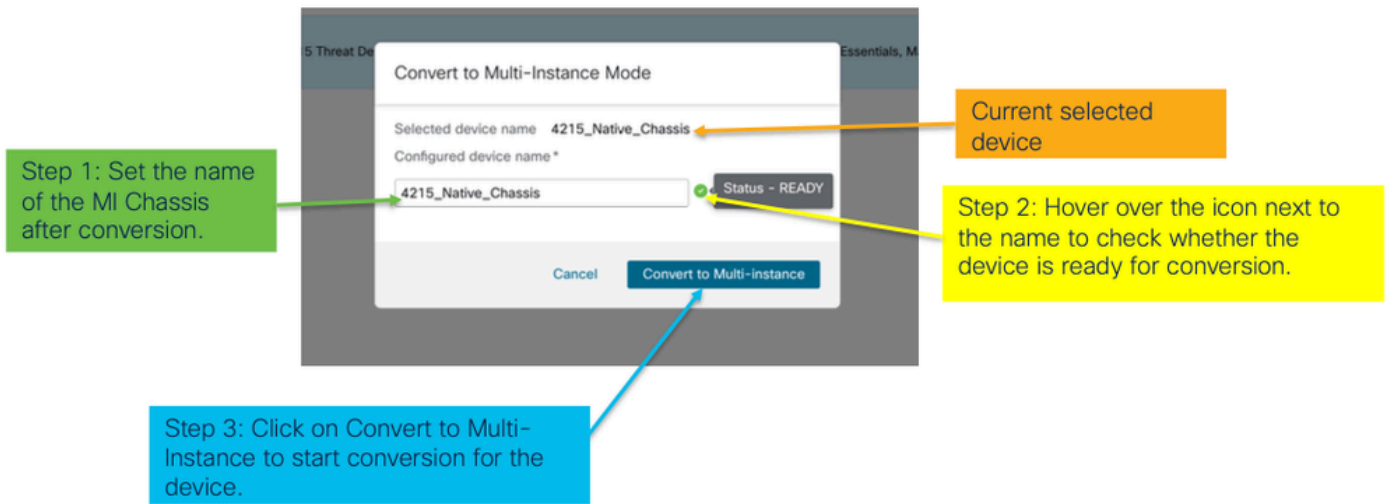 5 Threat De
Essentials, M
Convert to Multi-Instance Mode
Selected device name 4215_Native_Chassis
Configured device name*
4215_Native_Chassis
Status - READY
Cancel
Convert to Multi-instance
Current selected
device
Step 1: Set the name
of the MI Chassis
after conversion.
Step 2: Hover over the icon next to
the name to check whether the
device is ready for conversion.
Step 3: Click on Convert to Multi-
Instance to start conversion for the
device.